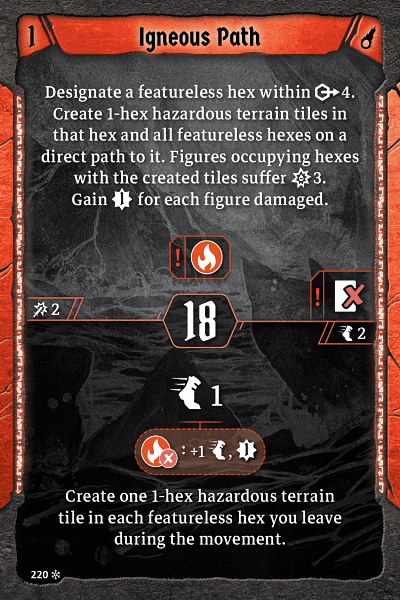 1 Igneous Path
Designate a featureless hex within 4.
Create 1-hex hazardous terrain tiles in
that hex and all featureless hexes on a
direct path to it. Figures occupying hexes
with the created tiles suffer 3.
Gain 1 for each figure damaged.
!
!
2
18
2
1
: +1 , 1
Create one 1-hex hazardous terrain
tile in each featureless hex you leave
during the movement.
220